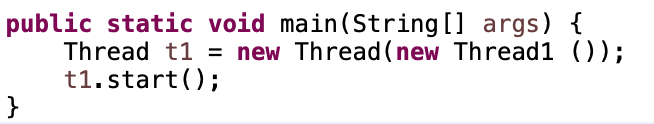 public static void main(String[] args) {
    Thread t1 = new Thread(new Thread1 ());
    t1.start();
}